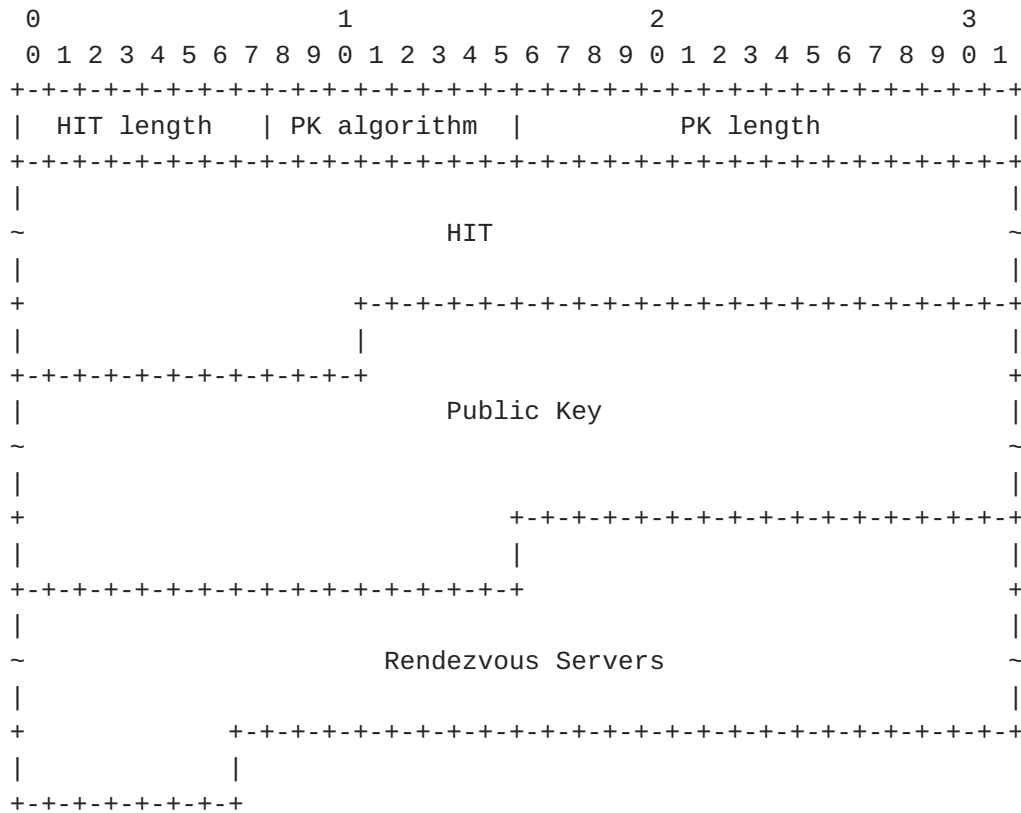 0                   1                   2                   3
 0 1 2 3 4 5 6 7 8 9 0 1 2 3 4 5 6 7 8 9 0 1 2 3 4 5 6 7 8 9 0 1
+-+-+-+-+-+-+-+-+-+-+-+-+-+-+-+-+-+-+-+-+-+-+-+-+-+-+-+-+-+-+-+-+
|  HIT length   | PK algorithm  |          PK length            |
+-+-+-+-+-+-+-+-+-+-+-+-+-+-+-+-+-+-+-+-+-+-+-+-+-+-+-+-+-+-+-+-+
|                                                               |
~                           HIT                                 ~
|                                                               |
+                     +-+-+-+-+-+-+-+-+-+-+-+-+-+-+-+-+-+-+-+-+-+
|                     |                                         |
+-+-+-+-+-+-+-+-+-+-+-+                                         +
|                           Public Key                          |
~                                                               ~
|                                                               |
+                               +-+-+-+-+-+-+-+-+-+-+-+-+-+-+-+-+
|                               |                               |
+-+-+-+-+-+-+-+-+-+-+-+-+-+-+-+-+                               +
|                                                               |
~                       Rendezvous Servers                      ~
|                                                               |
+             +-+-+-+-+-+-+-+-+-+-+-+-+-+-+-+-+-+-+-+-+-+-+-+-+-+
|             |
+-+-+-+-+-+-+-+